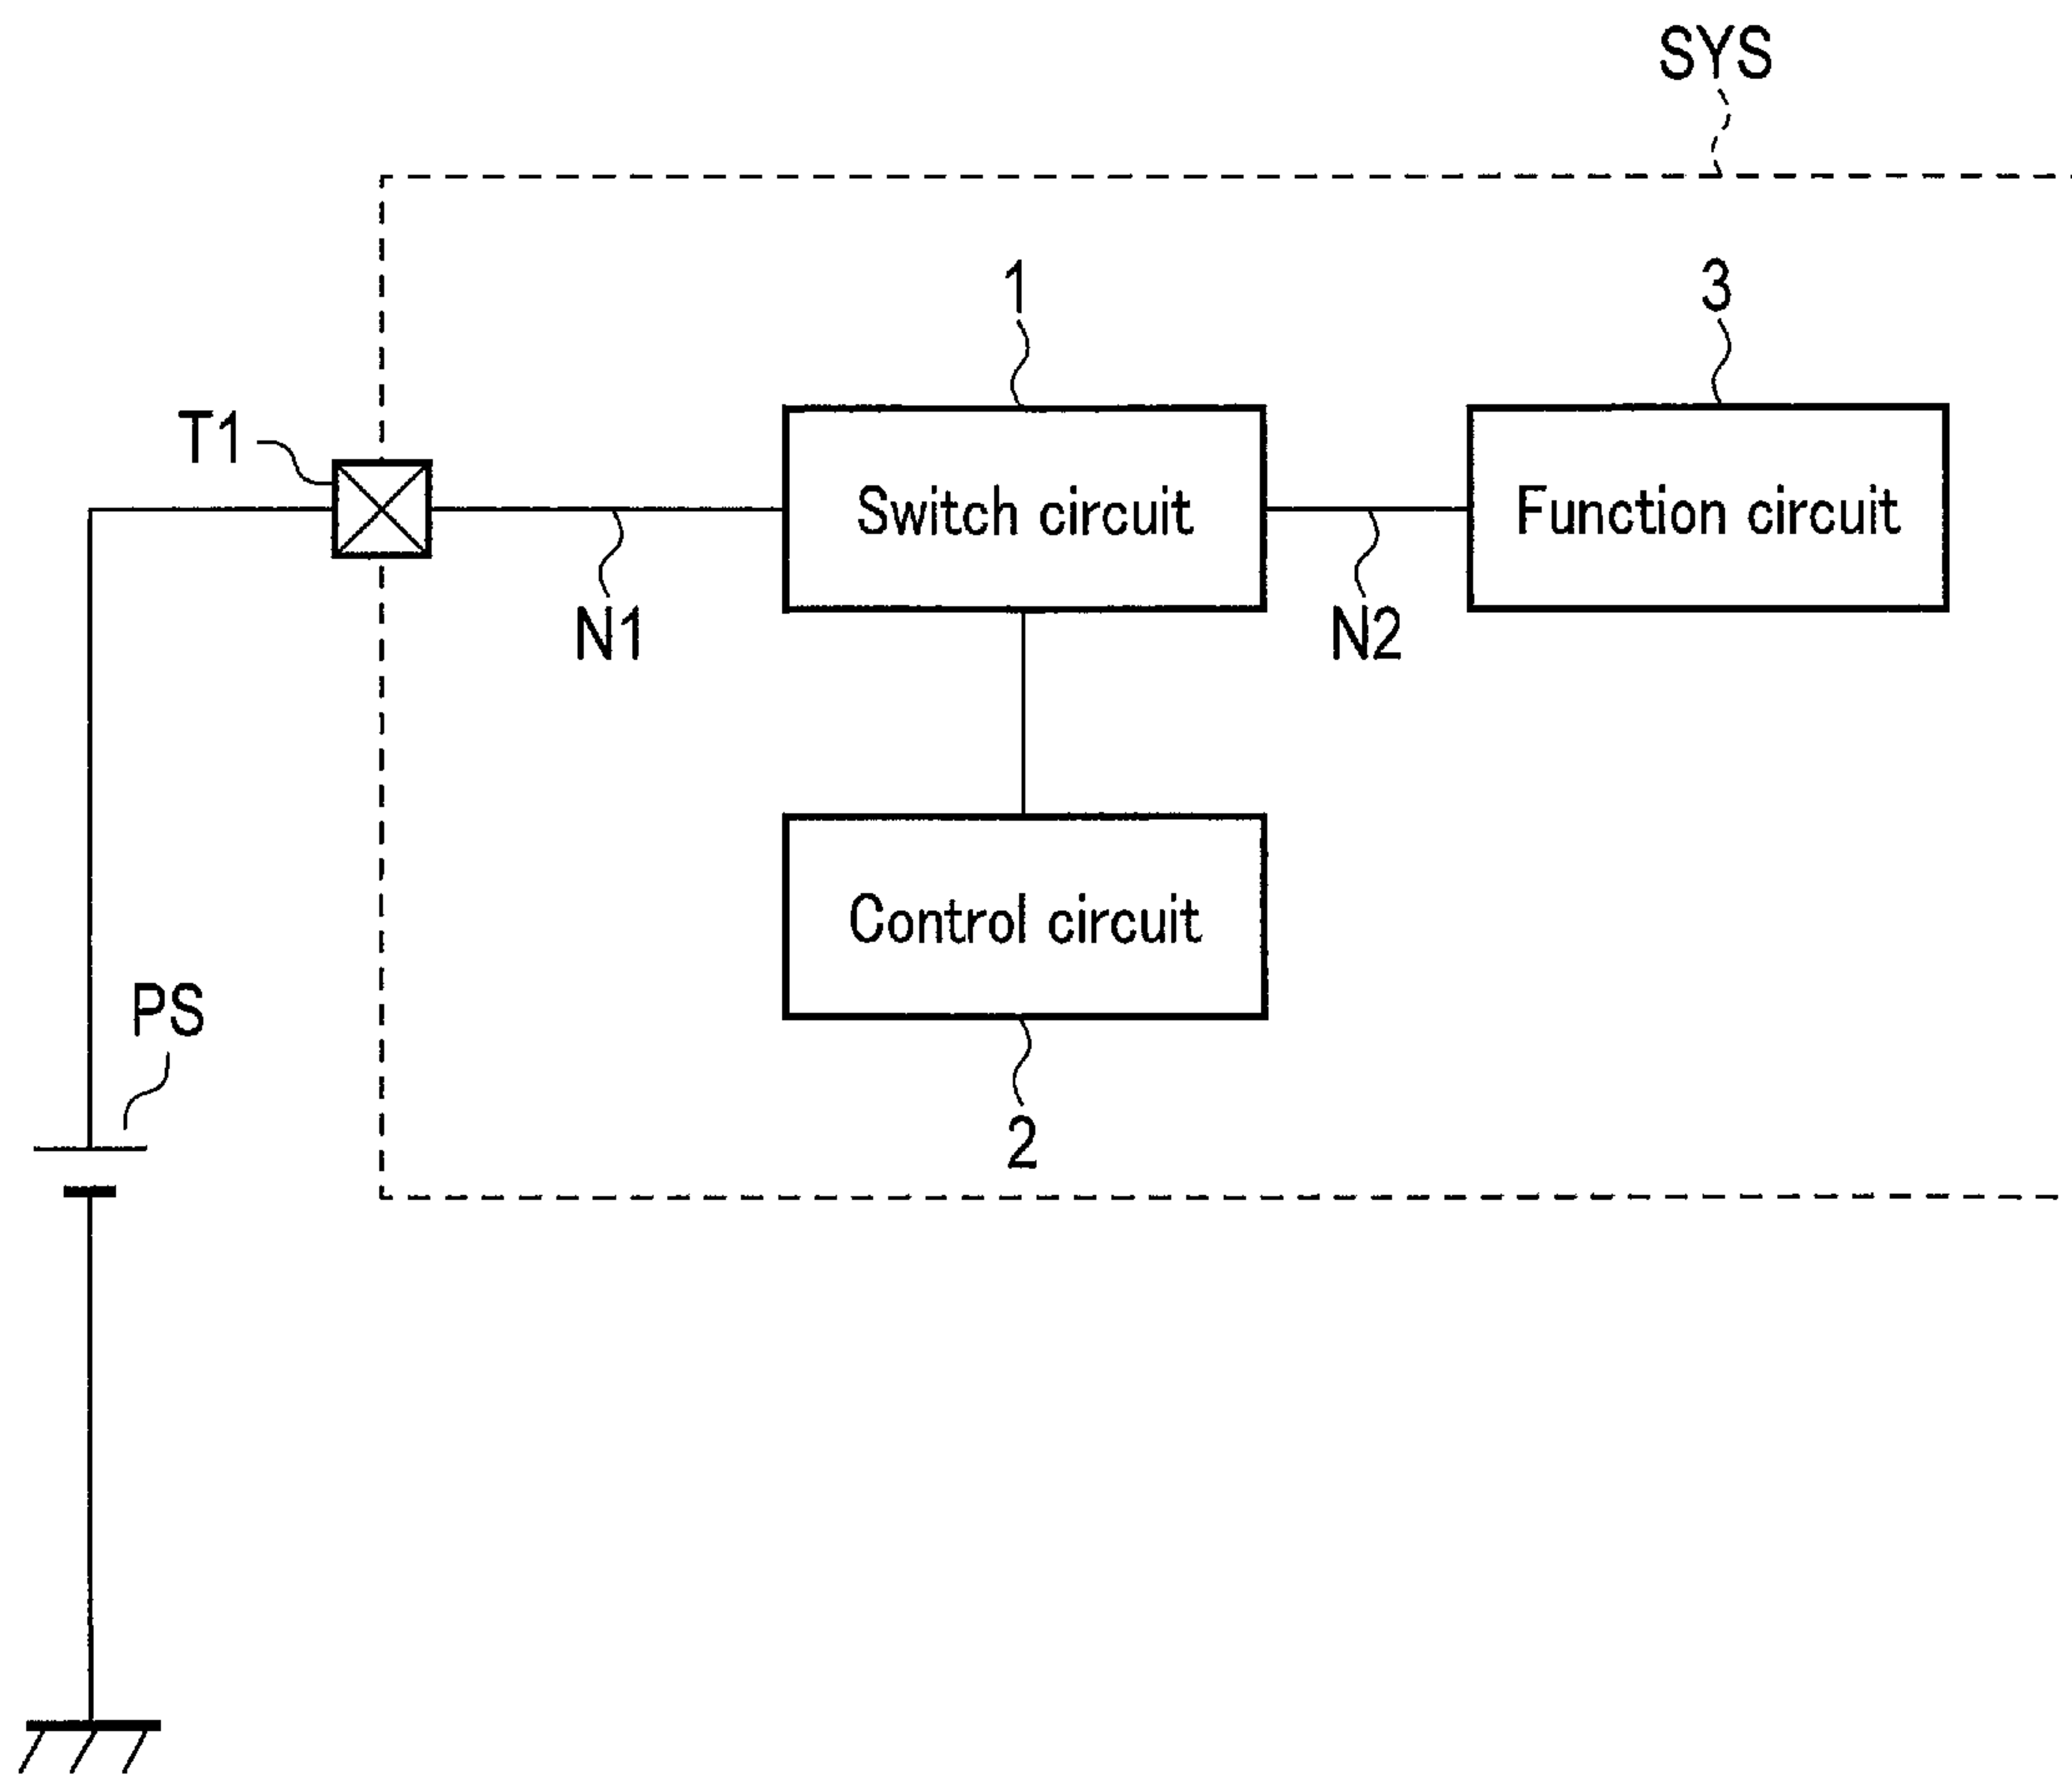 SYS
1
3
T1
Switch circuit
Function circuit
N1
N2
Control circuit
PS
2